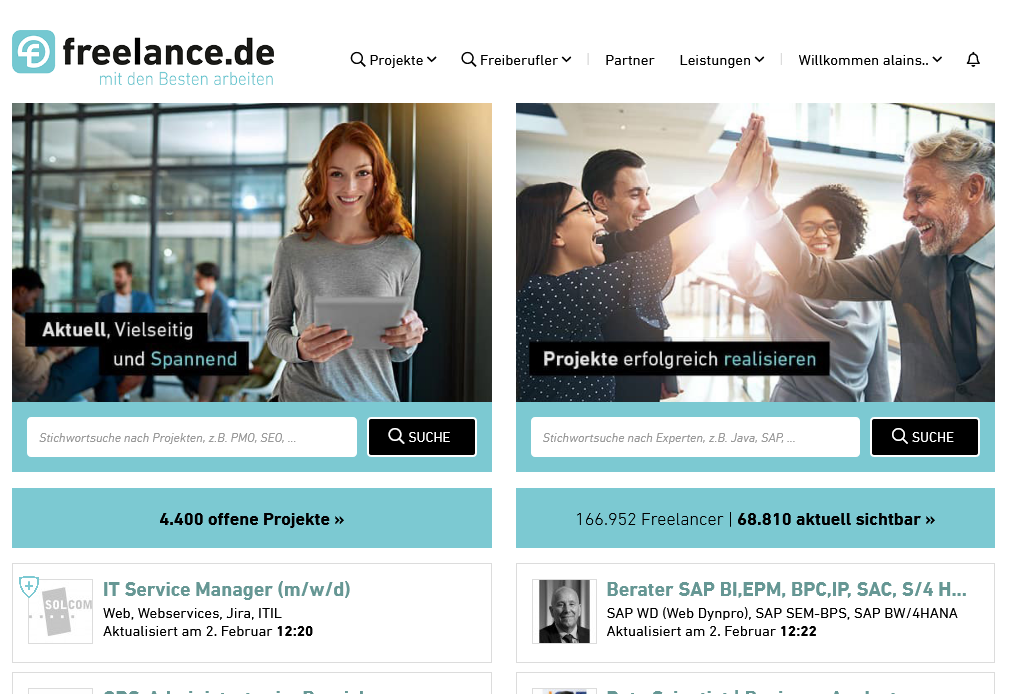 freelance.de
mit den Besten arbeiten
Projekte
Freiberufler
Partner
Leistungen
Willkommen alains..
Aktuell, Vielseitig
und Spannend
Projekte erfolgreich realisieren
Stichwortsuche nach Projekten, z.B. PMO, SEO, ...
SUCHE
Stichwortsuche nach Experten, z.B. Java, SAP, ...
SUCHE
4.400 offene Projekte »
166.952 Freelancer | 68.810 aktuell sichtbar »
SOLCOM
IT Service Manager (m/w/d)
Web, Webservices, Jira, ITIL
Aktualisiert am 2. Februar 12:20
Berater SAP BI,EPM, BPC,IP, SAC, S/4 H...
SAP WD (Web Dynpro), SAP SEM-BPS, SAP BW/4HANA
Aktualisiert am 2. Februar 12:22